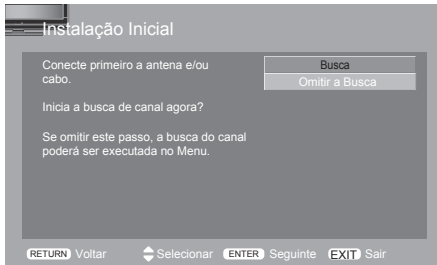 Instalação Inicial
Conecte primeiro a antena e/ou
cabo.
Busca
Omitir a Busca
Inicia a busca de canal agora?
Se omitir este passo, a busca do canal
poderá ser executada no Menu.
RETURN Voltar Selecionar ENTER Seguinte EXIT Sair